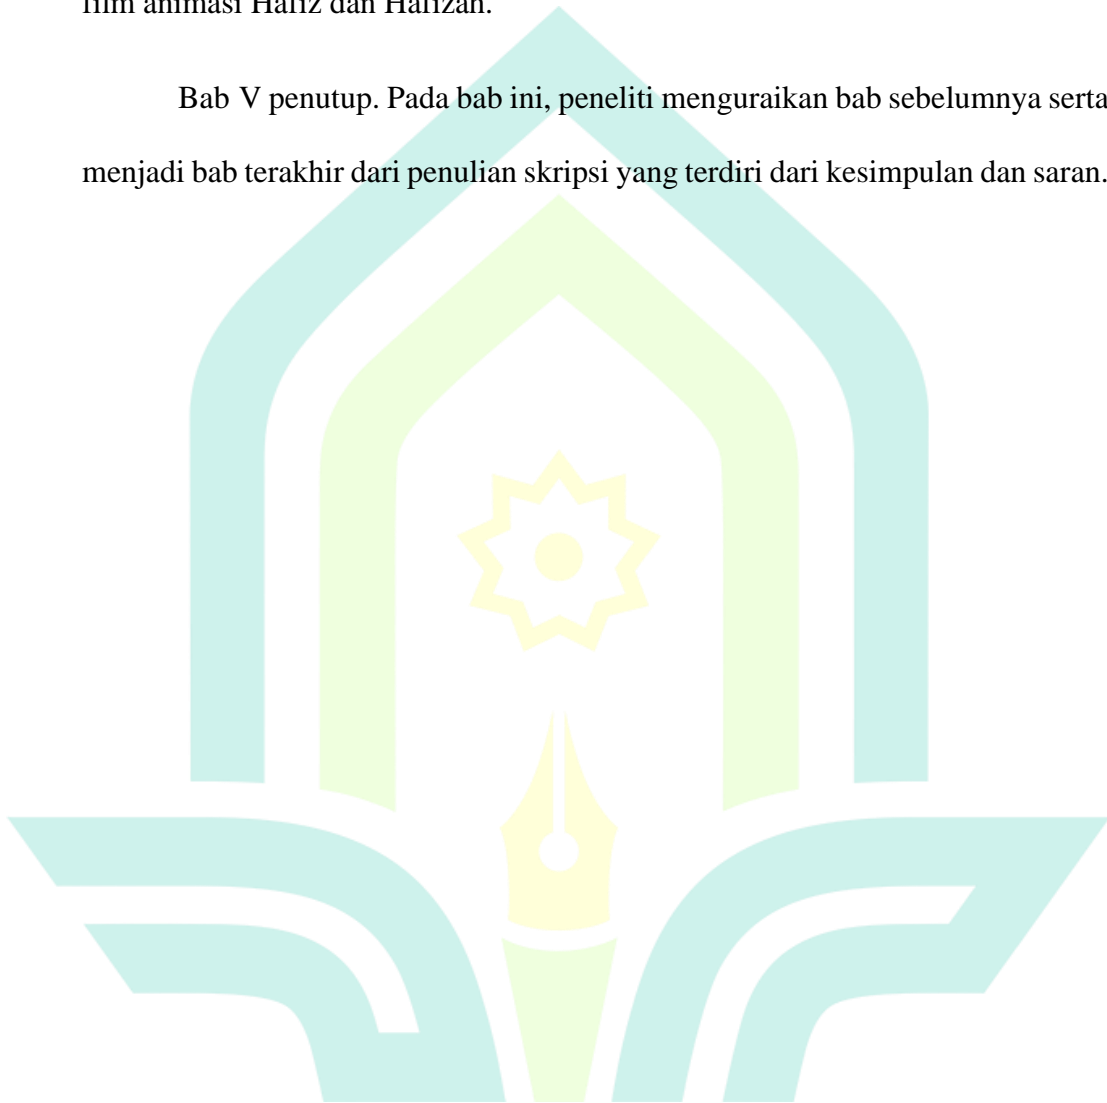 film animasi Hafiz dan Hafizah.
Bab V penutup. Pada bab ini, peneliti menguraikan bab sebelumnya serta
menjadi bab terakhir dari penulian skripsi yang terdiri dari kesimpulan dan saran.